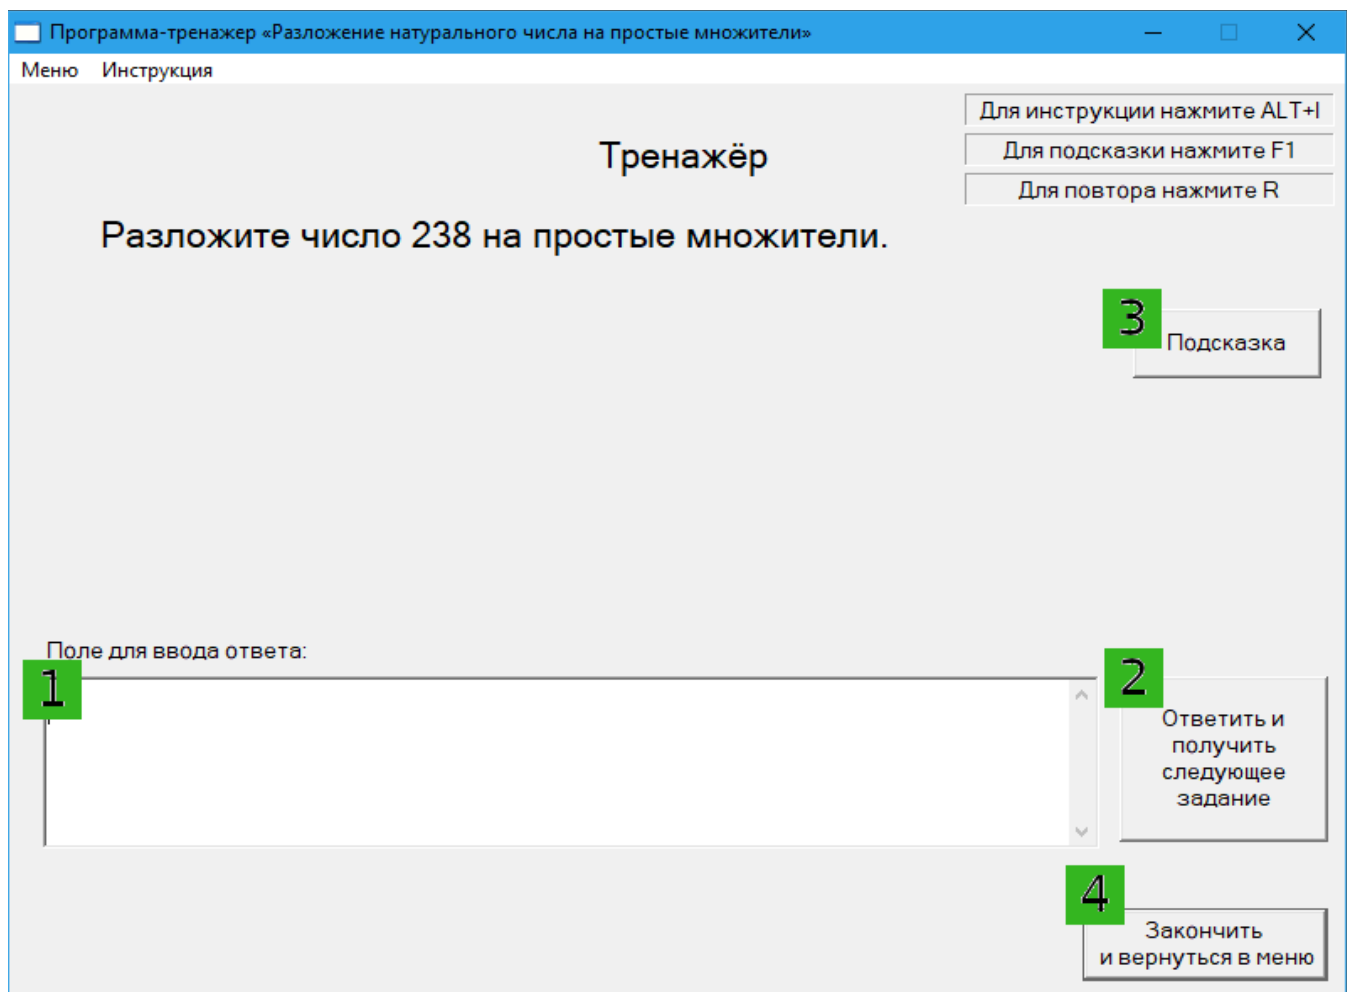 Программа-тренажер «Разложение натурального числа на простые множители»
Меню Инструкция
Для инструкции нажмите ALT+I
Для подсказки нажмите F1
Для повтора нажмите R
Тренажёр
Разложите число 238 на простые множители.
3
Подсказка
Поле для ввода ответа:
1
2
Ответить и
получить
следующее
задание
4
Закончить
и вернуться в меню